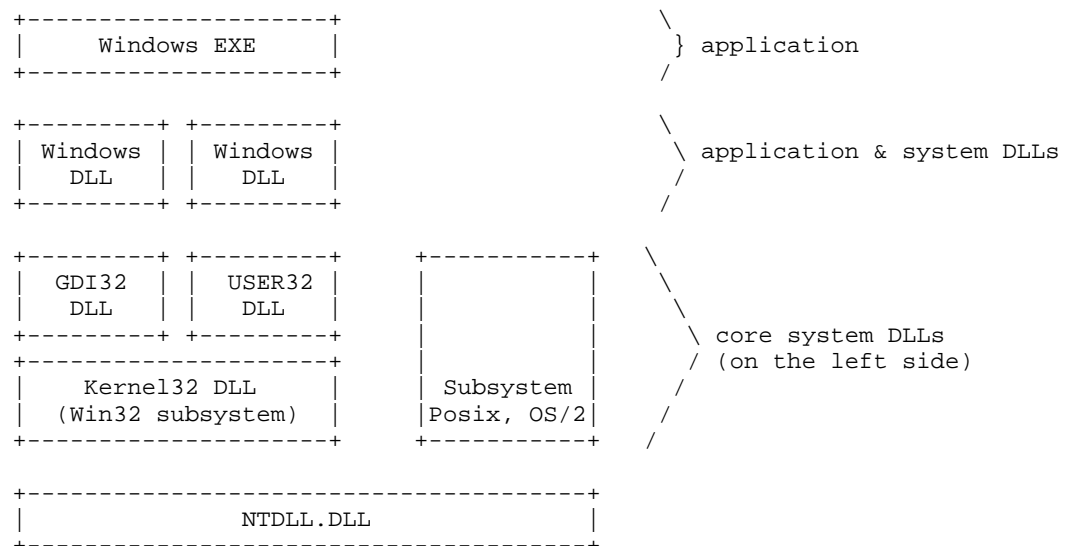 Windows EXE
} application
Windows DLL
Windows DLL
application & system DLLs
GDI32 DLL
USER32 DLL
core system DLLs
(on the left side)
Kernel32 DLL
(Win32 subsystem)
Subsystem
Posix, OS/2
NTDLL.DLL